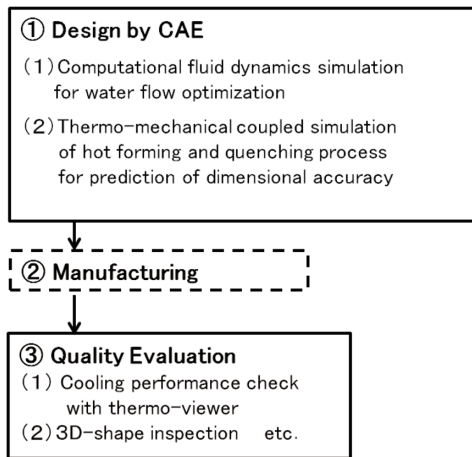 ① Design by CAE
（1）Computational fluid dynamics simulation
for water flow optimization
（2）Thermo-mechanical coupled simulation
of hot forming and quenching process
for prediction of dimensional accuracy
② Manufacturing
③ Quality Evaluation
（1） Cooling performance check
with thermo-viewer
（2）3D-shape inspection etc.